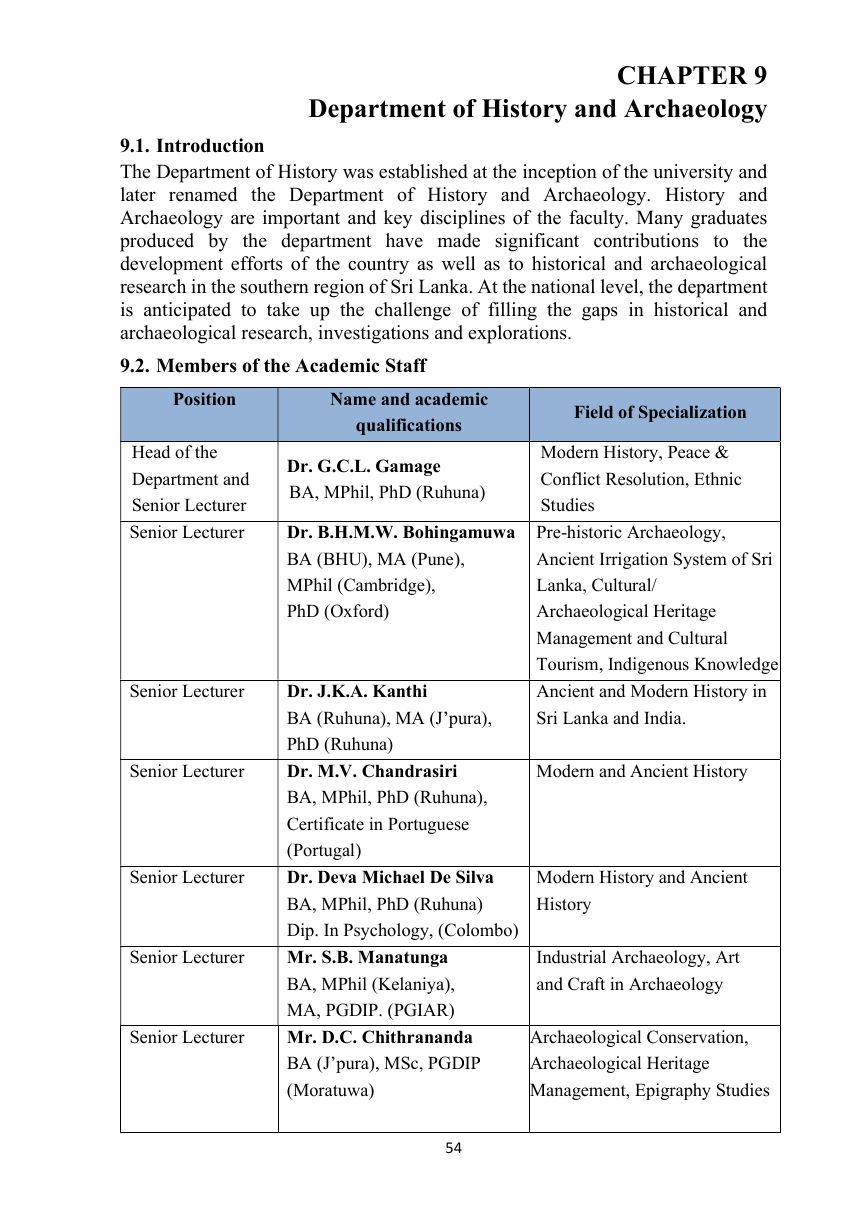 CHAPTER 9
Department of History and Archaeology
9.1. Introduction
The Department of History was established at the inception of the university and
later renamed the Department of History and Archaeology. History and
Archaeology are important and key disciplines of the faculty. Many graduates
produced by the department have made significant contributions to the
development efforts of the country as well as to historical and archaeological
research in the southern region of Sri Lanka. At the national level, the department
is anticipated to take up the challenge of filling the gaps in historical and
archaeological research, investigations and explorations.
9.2. Members of the Academic Staff
Position
Name and academic
qualifications
Field of Specialization
Head of the
Department and
Senior Lecturer
Dr. G.C.L. Gamage
BA, MPhil, PhD (Ruhuna)
Modern History, Peace &
Conflict Resolution, Ethnic
Studies
Senior Lecturer
Dr. B.H.M.W. Bohingamuwa
BA (BHU), MA (Pune),
MPhil (Cambridge),
PhD (Oxford)
Pre-historic Archaeology,
Ancient Irrigation System of Sri
Lanka, Cultural/
Archaeological Heritage
Management and Cultural
Tourism, Indigenous Knowledge
Senior Lecturer
Dr. J.K.A. Kanthi
BA (Ruhuna), MA (J’pura),
PhD (Ruhuna)
Ancient and Modern History in
Sri Lanka and India.
Senior Lecturer
Dr. M.V. Chandrasiri
BA, MPhil, PhD (Ruhuna),
Certificate in Portuguese
(Portugal)
Modern and Ancient History
Senior Lecturer
Dr. Deva Michael De Silva
BA, MPhil, PhD (Ruhuna)
Dip. In Psychology, (Colombo)
Modern History and Ancient
History
Senior Lecturer
Mr. S.B. Manatunga
BA, MPhil (Kelaniya),
MA, PGDIP. (PGIAR)
Industrial Archaeology, Art
and Craft in Archaeology
Senior Lecturer
Mr. D.C. Chithrananda
BA (J’pura), MSc, PGDIP
(Moratuwa)
Archaeological Conservation,
Archaeological Heritage
Management, Epigraphy Studies
54